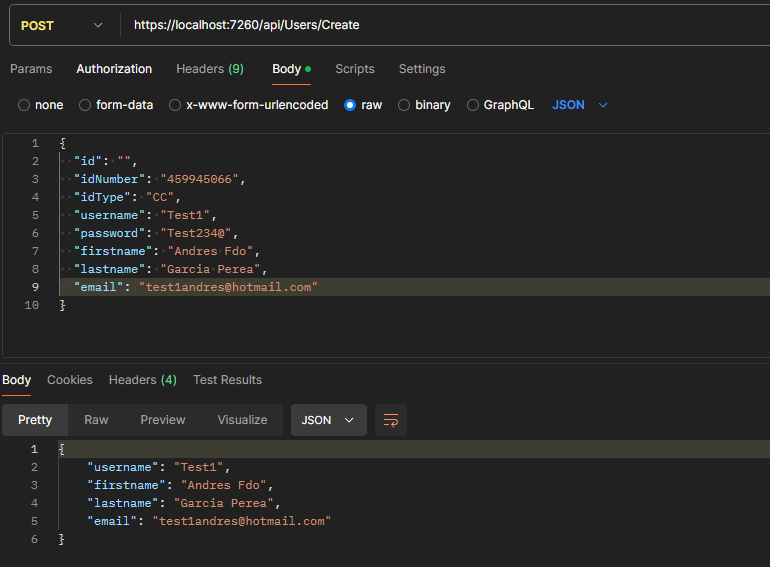 POST https://localhost:7260/api/Users/Create
Params Authorization Headers (9) Body Scripts Settings
none form-data x-www-form-urlencoded raw binary GraphQL JSON
1 {
2 "id": "",
3 "idNumber": "459945066",
4 "idType": "CC",
5 "username": "Test1",
6 "password": "Test234@",
7 "firstname": "Andres Fdo",
8 "lastname": "Garcia Perea",
9 "email": "test1andres@hotmail.com"
10 }
Body Cookies Headers (4) Test Results
Pretty Raw Preview Visualize JSON
1 {
2 "username": "Test1",
3 "firstname": "Andres Fdo",
4 "lastname": "Garcia Perea",
5 "email": "test1andres@hotmail.com"
6 }